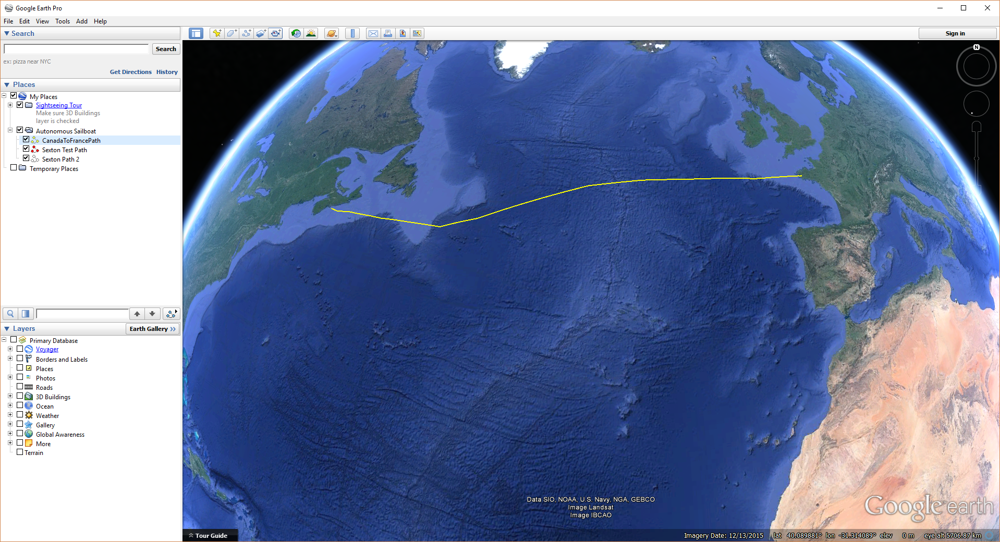 Google Earth Pro
File Edit View Tools Add Help
Search
Search
ex: pizza near NYC
Get Directions History
Places
My Places
Sightseeing Tour
Make sure 3D Buildings
layer is checked
Autonomous Sailboat
CanadaToFrancePath
Sexton Test Path
Sexton Path 2
Temporary Places
Layers
Earth Gallery »
Primary Database
Voyager
Borders and Labels
Places
Photos
Roads
3D Buildings
Ocean
Weather
Gallery
Global Awareness
More
Terrain
Sign in
N
Data SIO, NOAA, U.S. Navy, NGA, GEBCO
Image Landsat
Image IBCAO
Google earth
Tour Guide
Imagery Date: 12/13/2015 lat 40.089881° lon -31.314089° elev 0 m eye alt 5706.87 km